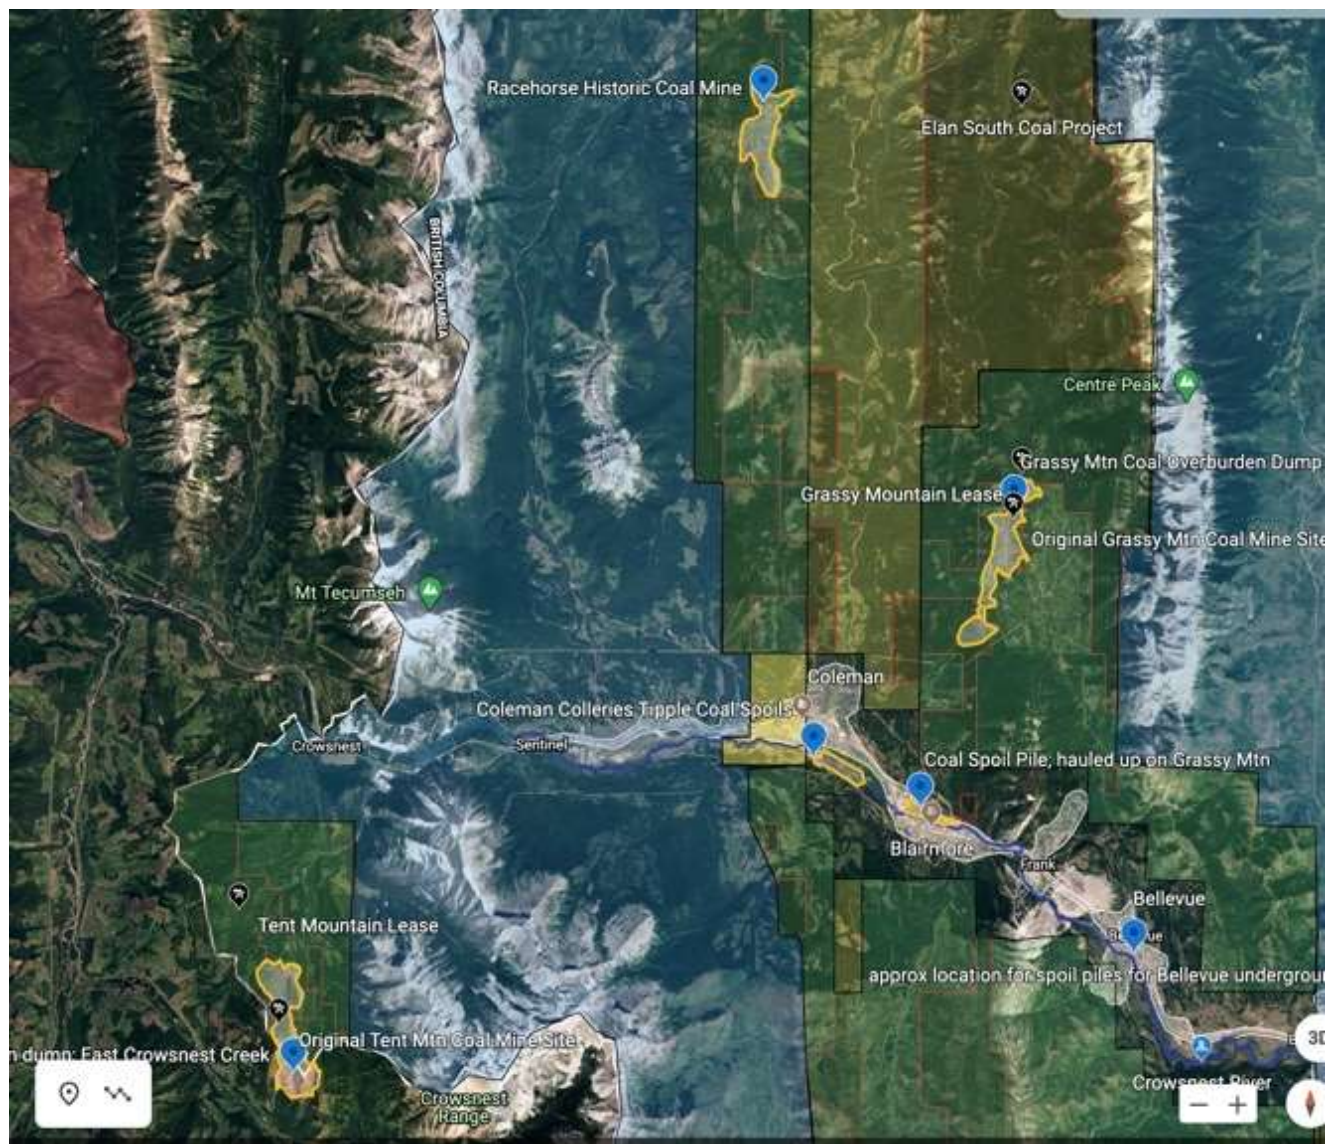 Racehorse Historic Coal Mine
Elan South Coal Project
BRITISH COLUMBIA
Centre Peak
Grassy Mtn Coal Overburden Dump
Grassy Mountain Lease
Original Grassy Mtn Coal Mine Site
Mt Tecumseh
Coleman
Coleman Colleries Tipple Coal Spoils
Crowsnest
Sentinel
Coal Spoil Pile; hauled up on Grassy Mtn
Blairmore
Frank
Bellevue
Tent Mountain Lease
approx location for spoil piles for Bellevue undergrou
Original Tent Mtn Coal Mine Site
n dump; East Crowsnest Creek
3D
Crowsnest River
Crowsnest
Range